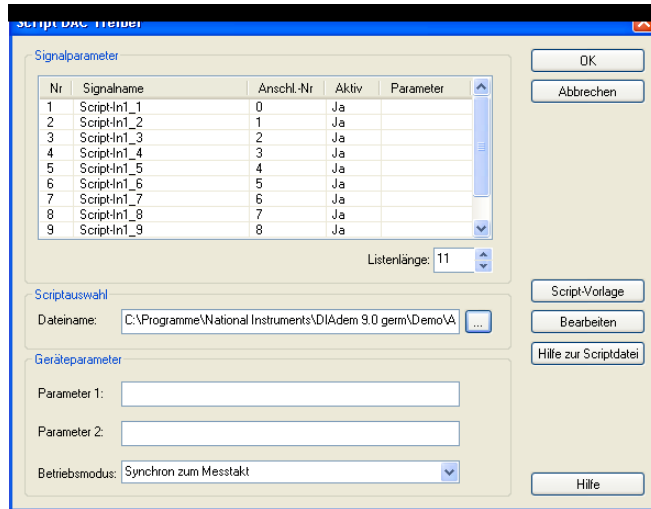 Script DAC Treiber
Signalparameter
Nr Signalname Anschl.-Nr Aktiv Parameter
1 Script-In1_1 0 Ja
2 Script-In1_2 1 Ja
3 Script-In1_3 2 Ja
4 Script-In1_4 3 Ja
5 Script-In1_5 4 Ja
6 Script-In1_6 5 Ja
7 Script-In1_7 6 Ja
8 Script-In1_8 7 Ja
9 Script-In1_9 8 Ja
Listenlänge: 11
Scriptauswahl
Dateiname: C:\Programme\National Instruments\DIAdem 9.0 germ\Demo\A ...
Geräteparameter
Parameter 1:
Parameter 2:
Betriebsmodus: Synchron zum Messtakt
OK
Abbrechen
Script-Vorlage
Bearbeiten
Hilfe zur Scriptdatei
Hilfe